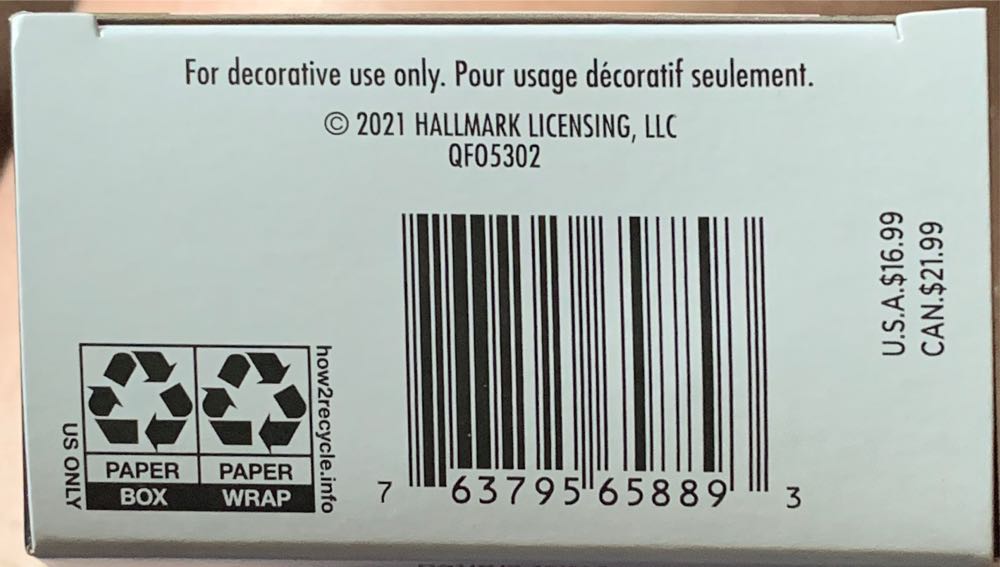 For decorative use only. Pour usage décoratif seulement.
© 2021 HALLMARK LICENSING, LLC
QFO5302
U.S.A.$16.99
CAN.$21.99
US ONLY
PAPER
BOX
PAPER
WRAP
how2recycle.info
7 63795 65889 3